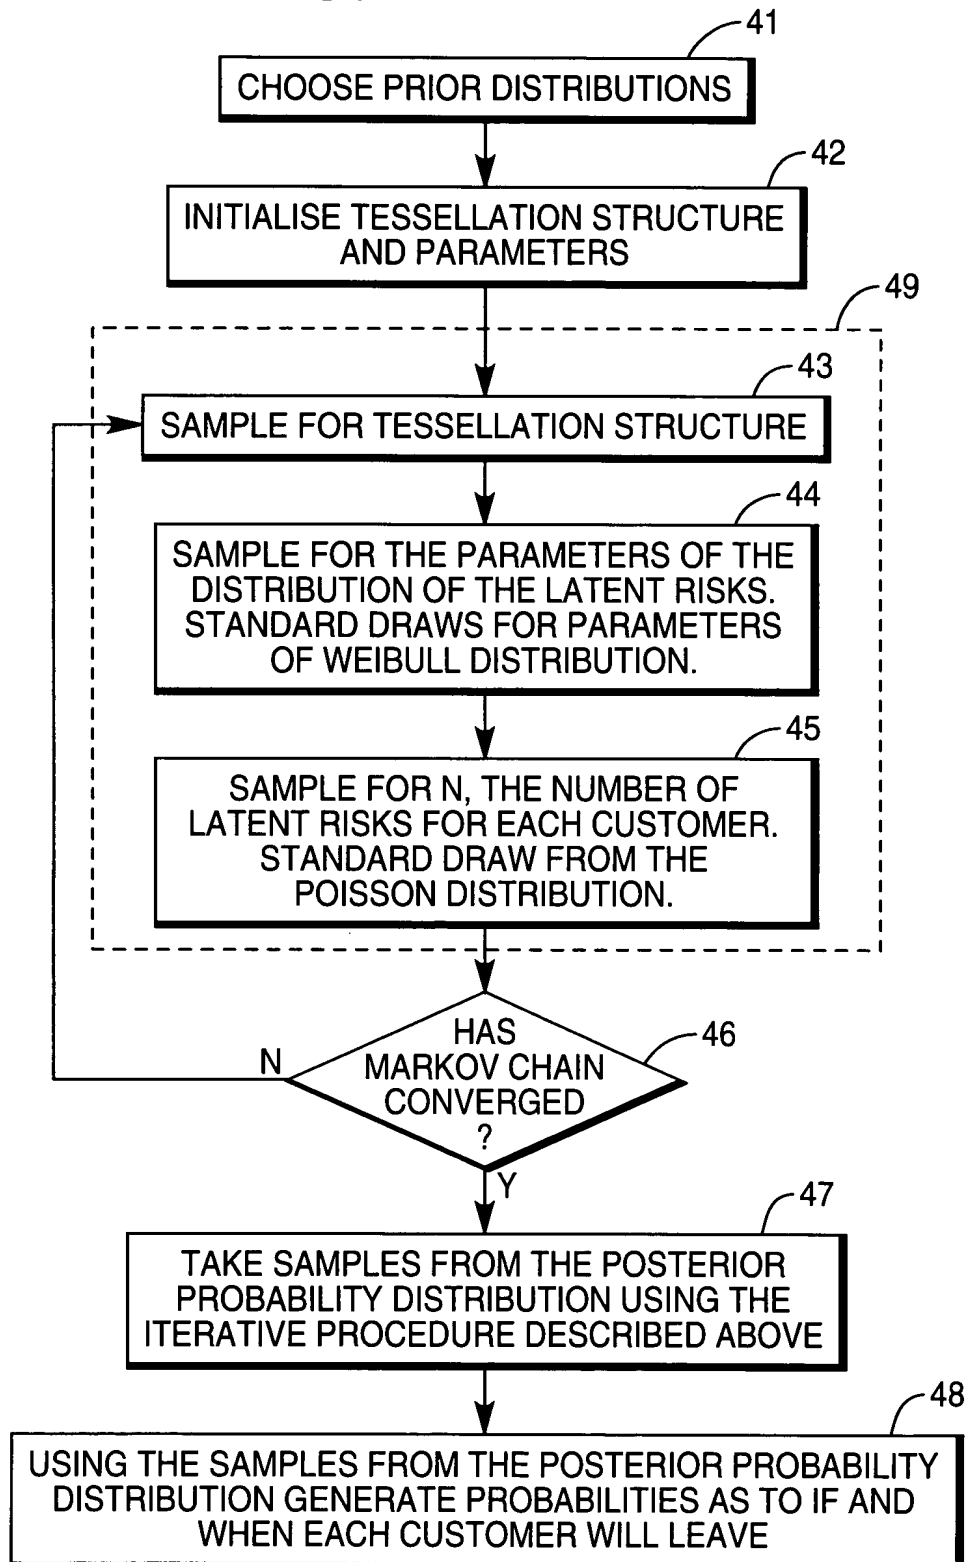 41
CHOOSE PRIOR DISTRIBUTIONS
42
INITIALISE TESSELLATION STRUCTURE
AND PARAMETERS
49
43
SAMPLE FOR TESSELLATION STRUCTURE
44
SAMPLE FOR THE PARAMETERS OF THE
DISTRIBUTION OF THE LATENT RISKS.
STANDARD DRAWS FOR PARAMETERS
OF WEIBULL DISTRIBUTION.
45
SAMPLE FOR N, THE NUMBER OF
LATENT RISKS FOR EACH CUSTOMER.
STANDARD DRAW FROM THE
POISSON DISTRIBUTION.
46
HAS
MARKOV CHAIN
CONVERGED
?
N
Y
47
TAKE SAMPLES FROM THE POSTERIOR
PROBABILITY DISTRIBUTION USING THE
ITERATIVE PROCEDURE DESCRIBED ABOVE
48
USING THE SAMPLES FROM THE POSTERIOR PROBABILITY
DISTRIBUTION GENERATE PROBABILITIES AS TO IF AND
WHEN EACH CUSTOMER WILL LEAVE